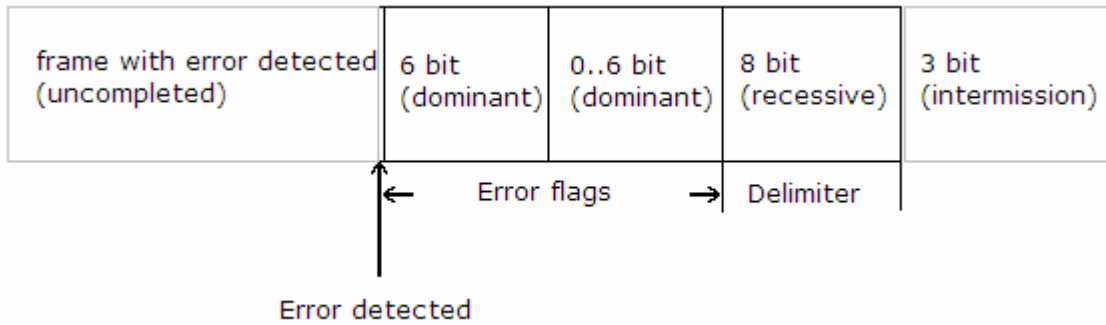 frame with error detected
(uncompleted)
6 bit
(dominant)
0..6 bit
(dominant)
8 bit
(recessive)
3 bit
(intermission)
Error flags
Delimiter
Error detected